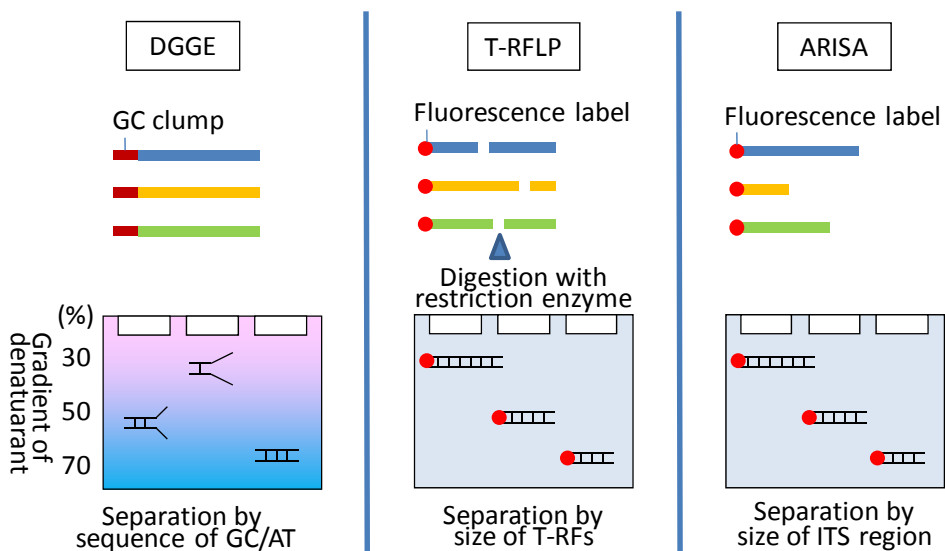 DGGE
GC clump
(%)
30
50
70
Gradient of
denatuarant
Separation by
sequence of GC/AT
T-RFLP
Fluorescence label
Digestion with
restriction enzyme
Separation by
size of T-RFs
ARISA
Fluorescence label
Separation by
size of ITS region